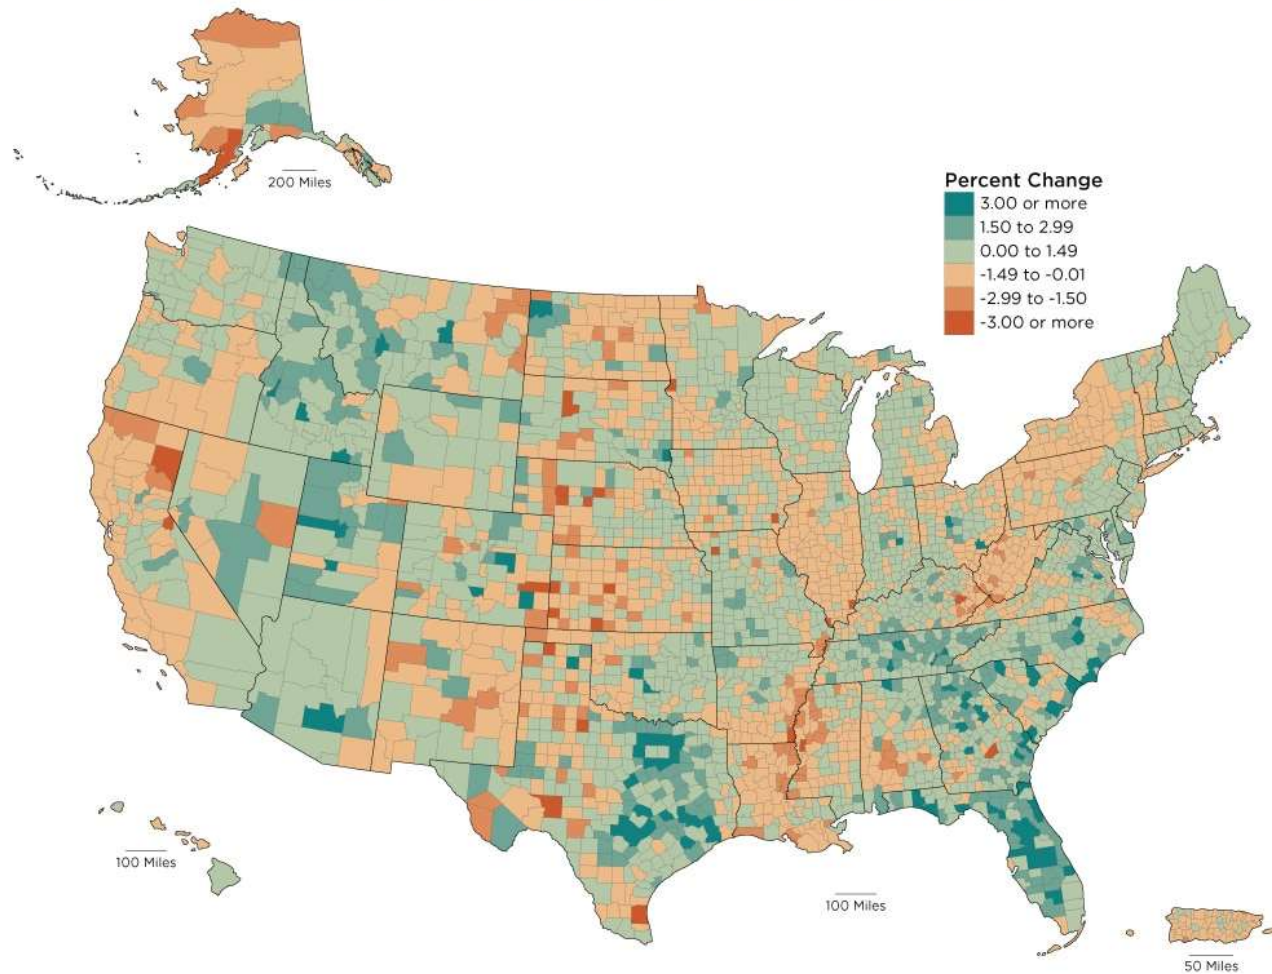 200 Miles
Percent Change
3.00 or more
1.50 to 2.99
0.00 to 1.49
-1.49 to -0.01
-2.99 to -1.50
-3.00 or more
100 Miles
100 Miles
50 Miles